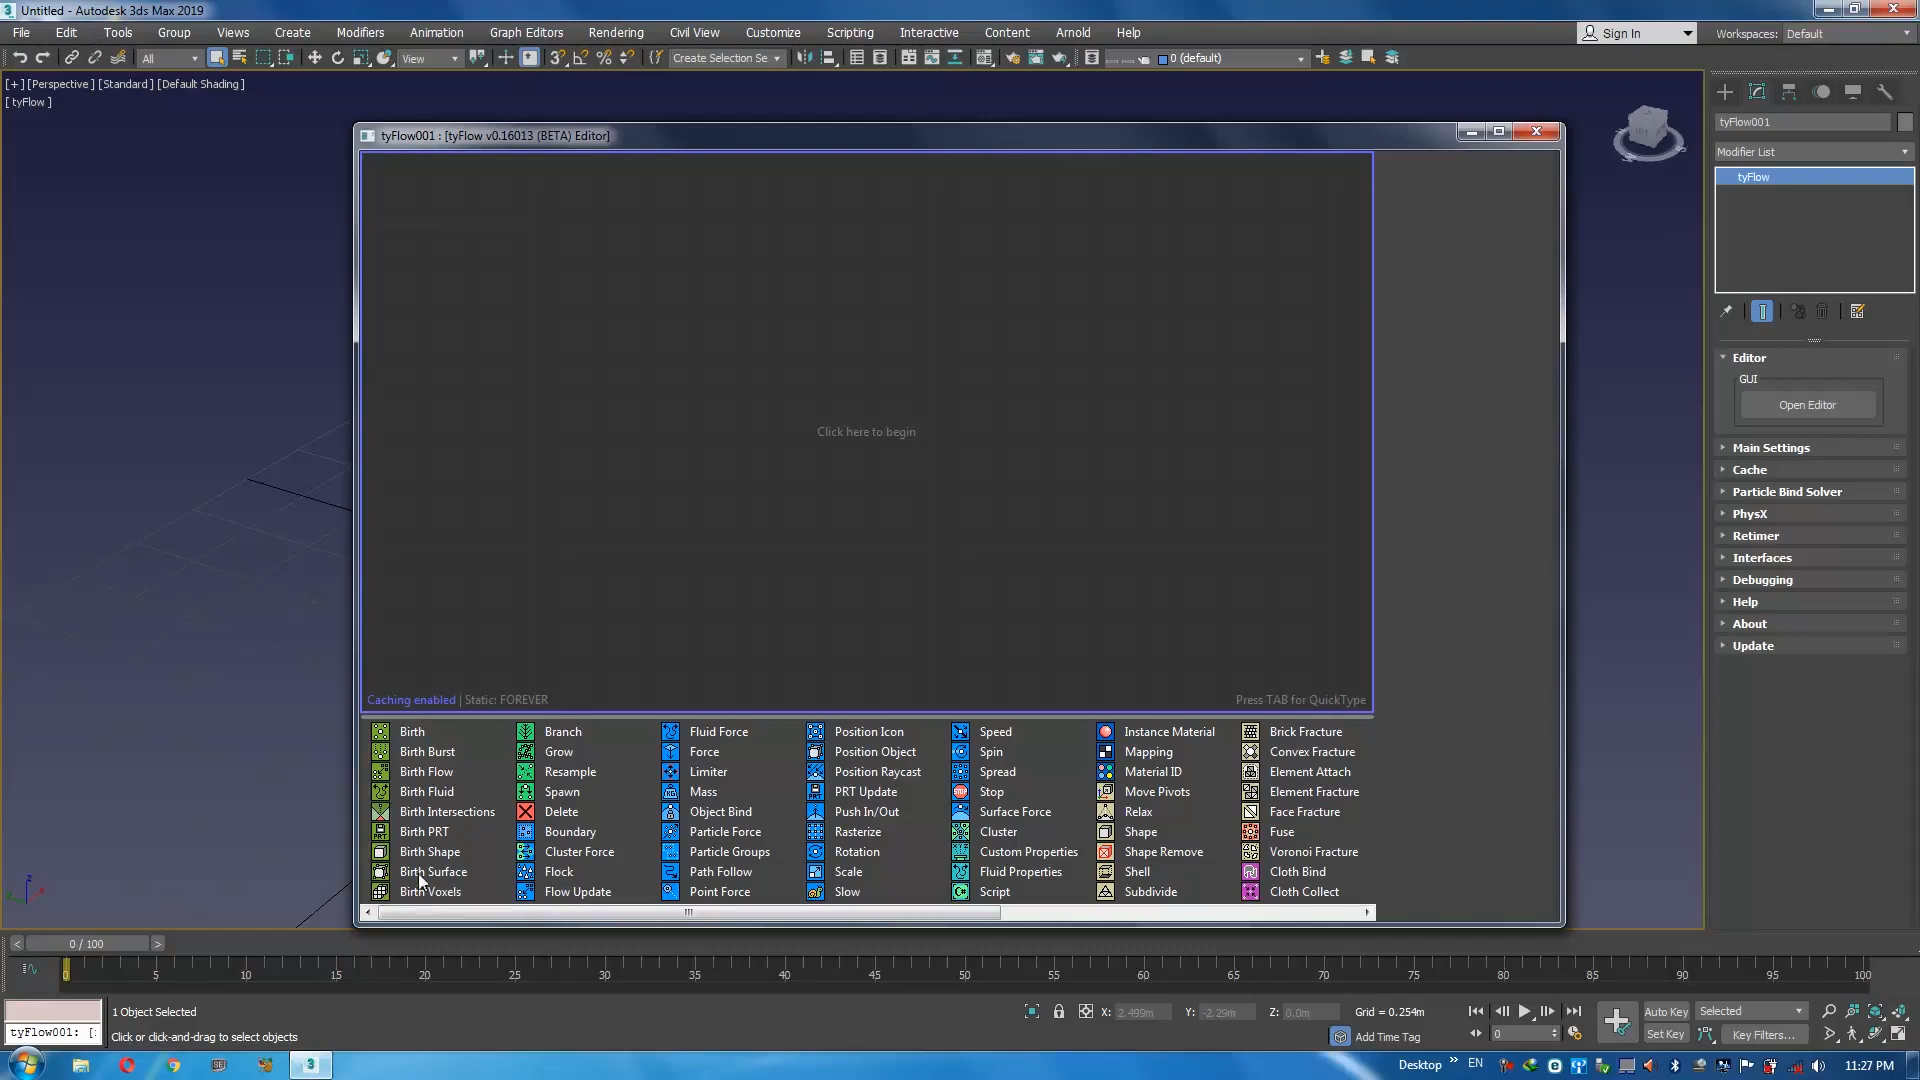 Untitled - Autodesk 3ds Max 2019
File Edit Tools Group Views Create Modifiers Animation Graph Editors Rendering Civil View Customize Scripting Interactive Content Arnold Help Sign In Workspaces: Default
All View Create Selection Se 0 (default)
[+] [Perspective] [Standard] [Default Shading]
[ tyFlow ]
tyFlow001
Modifier List
tyFlow
tyFlow001 : [tyFlow v0.16013 (BETA) Editor]
Click here to begin
Caching enabled | Static: FOREVER
Press TAB for QuickType
Birth Branch Fluid Force Position Icon Speed Instance Material Brick Fracture
Birth Burst Grow Force Position Object Spin Mapping Convex Fracture
Birth Flow Resample Limiter Position Raycast Spread Material ID Element Attach
Birth Fluid Spawn Mass PRT Update Stop Move Pivots Element Fracture
Birth Intersections Delete Object Bind Push In/Out Surface Force Relax Face Fracture
Birth PRT Boundary Particle Force Rasterize Cluster Shape Fuse
Birth Shape Cluster Force Particle Groups Rotation Custom Properties Shape Remove Voronoi Fracture
Birth Surface Flock Path Follow Scale Fluid Properties Shell Cloth Bind
Birth Voxels Flow Update Point Force Slow Script Subdivide Cloth Collect
Editor
GUI
Open Editor
Main Settings
Cache
Particle Bind Solver
PhysX
Retimer
Interfaces
Debugging
Help
About
Update
0 / 100
0 5 10 15 20 25 30 35 40 45 50 55 60 65 70 75 80 85 90 95 100
1 Object Selected X: 2.499m Y: -2.29m Z: 0.0m Grid = 0.254m Auto Key Selected
tyFlow001: [: Click or click-and-drag to select objects Add Time Tag 0 Set Key Key Filters...
Desktop » EN 11:27 PM